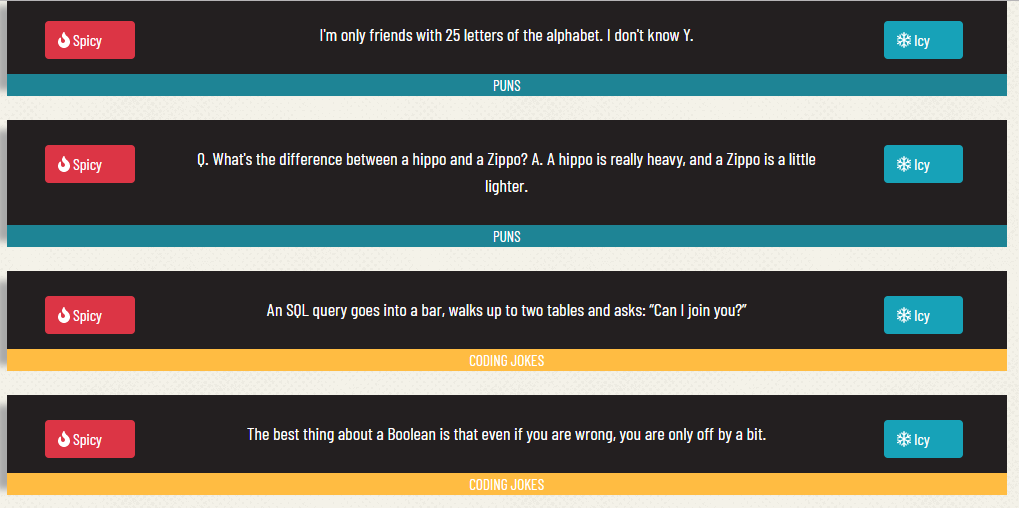 Spicy
I'm only friends with 25 letters of the alphabet. I don't know Y.
Icy
PUNS
Spicy
Q. What's the difference between a hippo and a Zippo? A. A hippo is really heavy, and a Zippo is a little
lighter.
Icy
PUNS
Spicy
An SQL query goes into a bar, walks up to two tables and asks: “Can I join you?”
Icy
CODING JOKES
Spicy
The best thing about a Boolean is that even if you are wrong, you are only off by a bit.
Icy
CODING JOKES